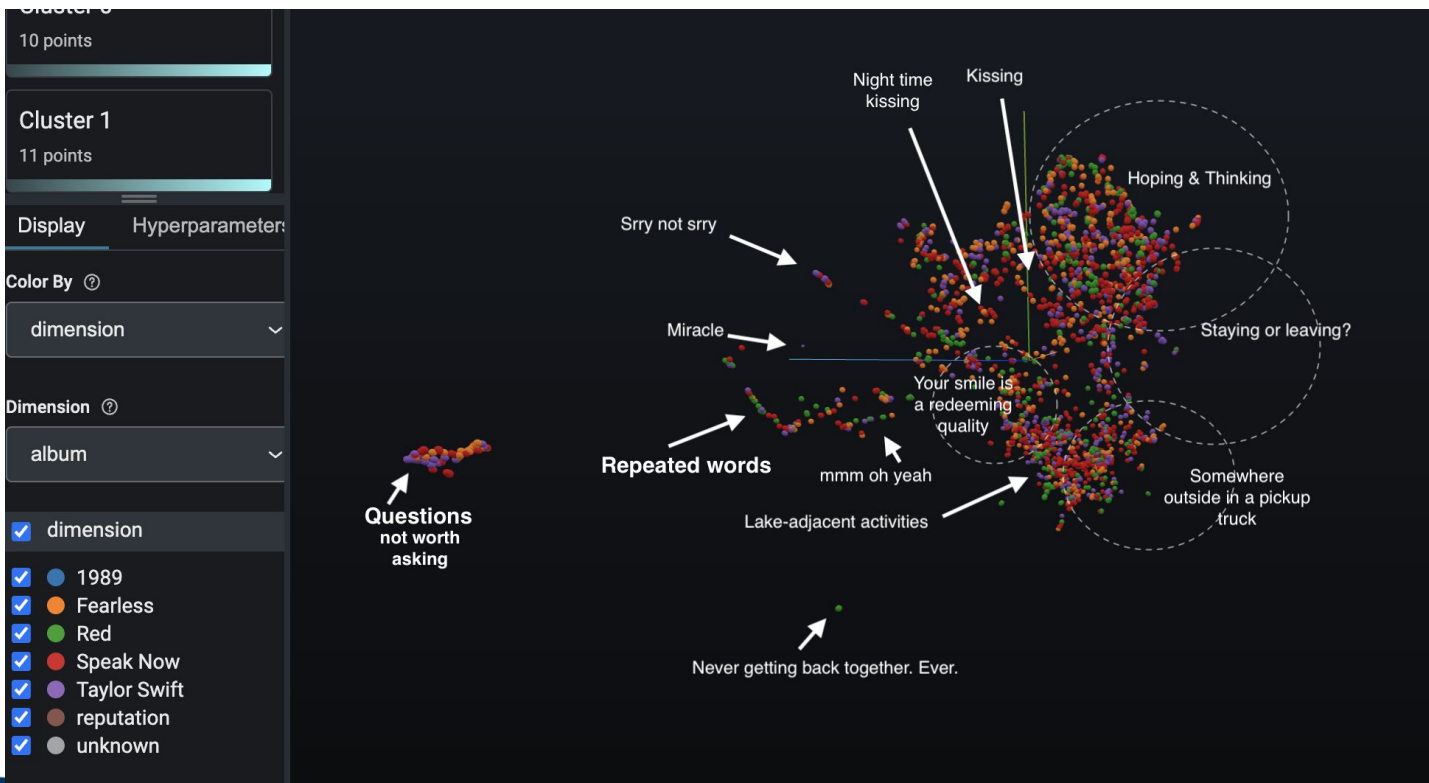 10 points
Cluster 1
11 points
Display Hyperparameters
Color By ?
dimension
Dimension ?
album
dimension
1989
Fearless
Red
Speak Now
Taylor Swift
reputation
unknown
Night time
kissing
Kissing
Hoping & Thinking
Srry not srry
Miracle
Staying or leaving?
Your smile is
a redeeming
quality
Repeated words
mmm oh yeah
Questions
not worth
asking
Lake-adjacent activities
Somewhere
outside in a pickup
truck
Never getting back together. Ever.